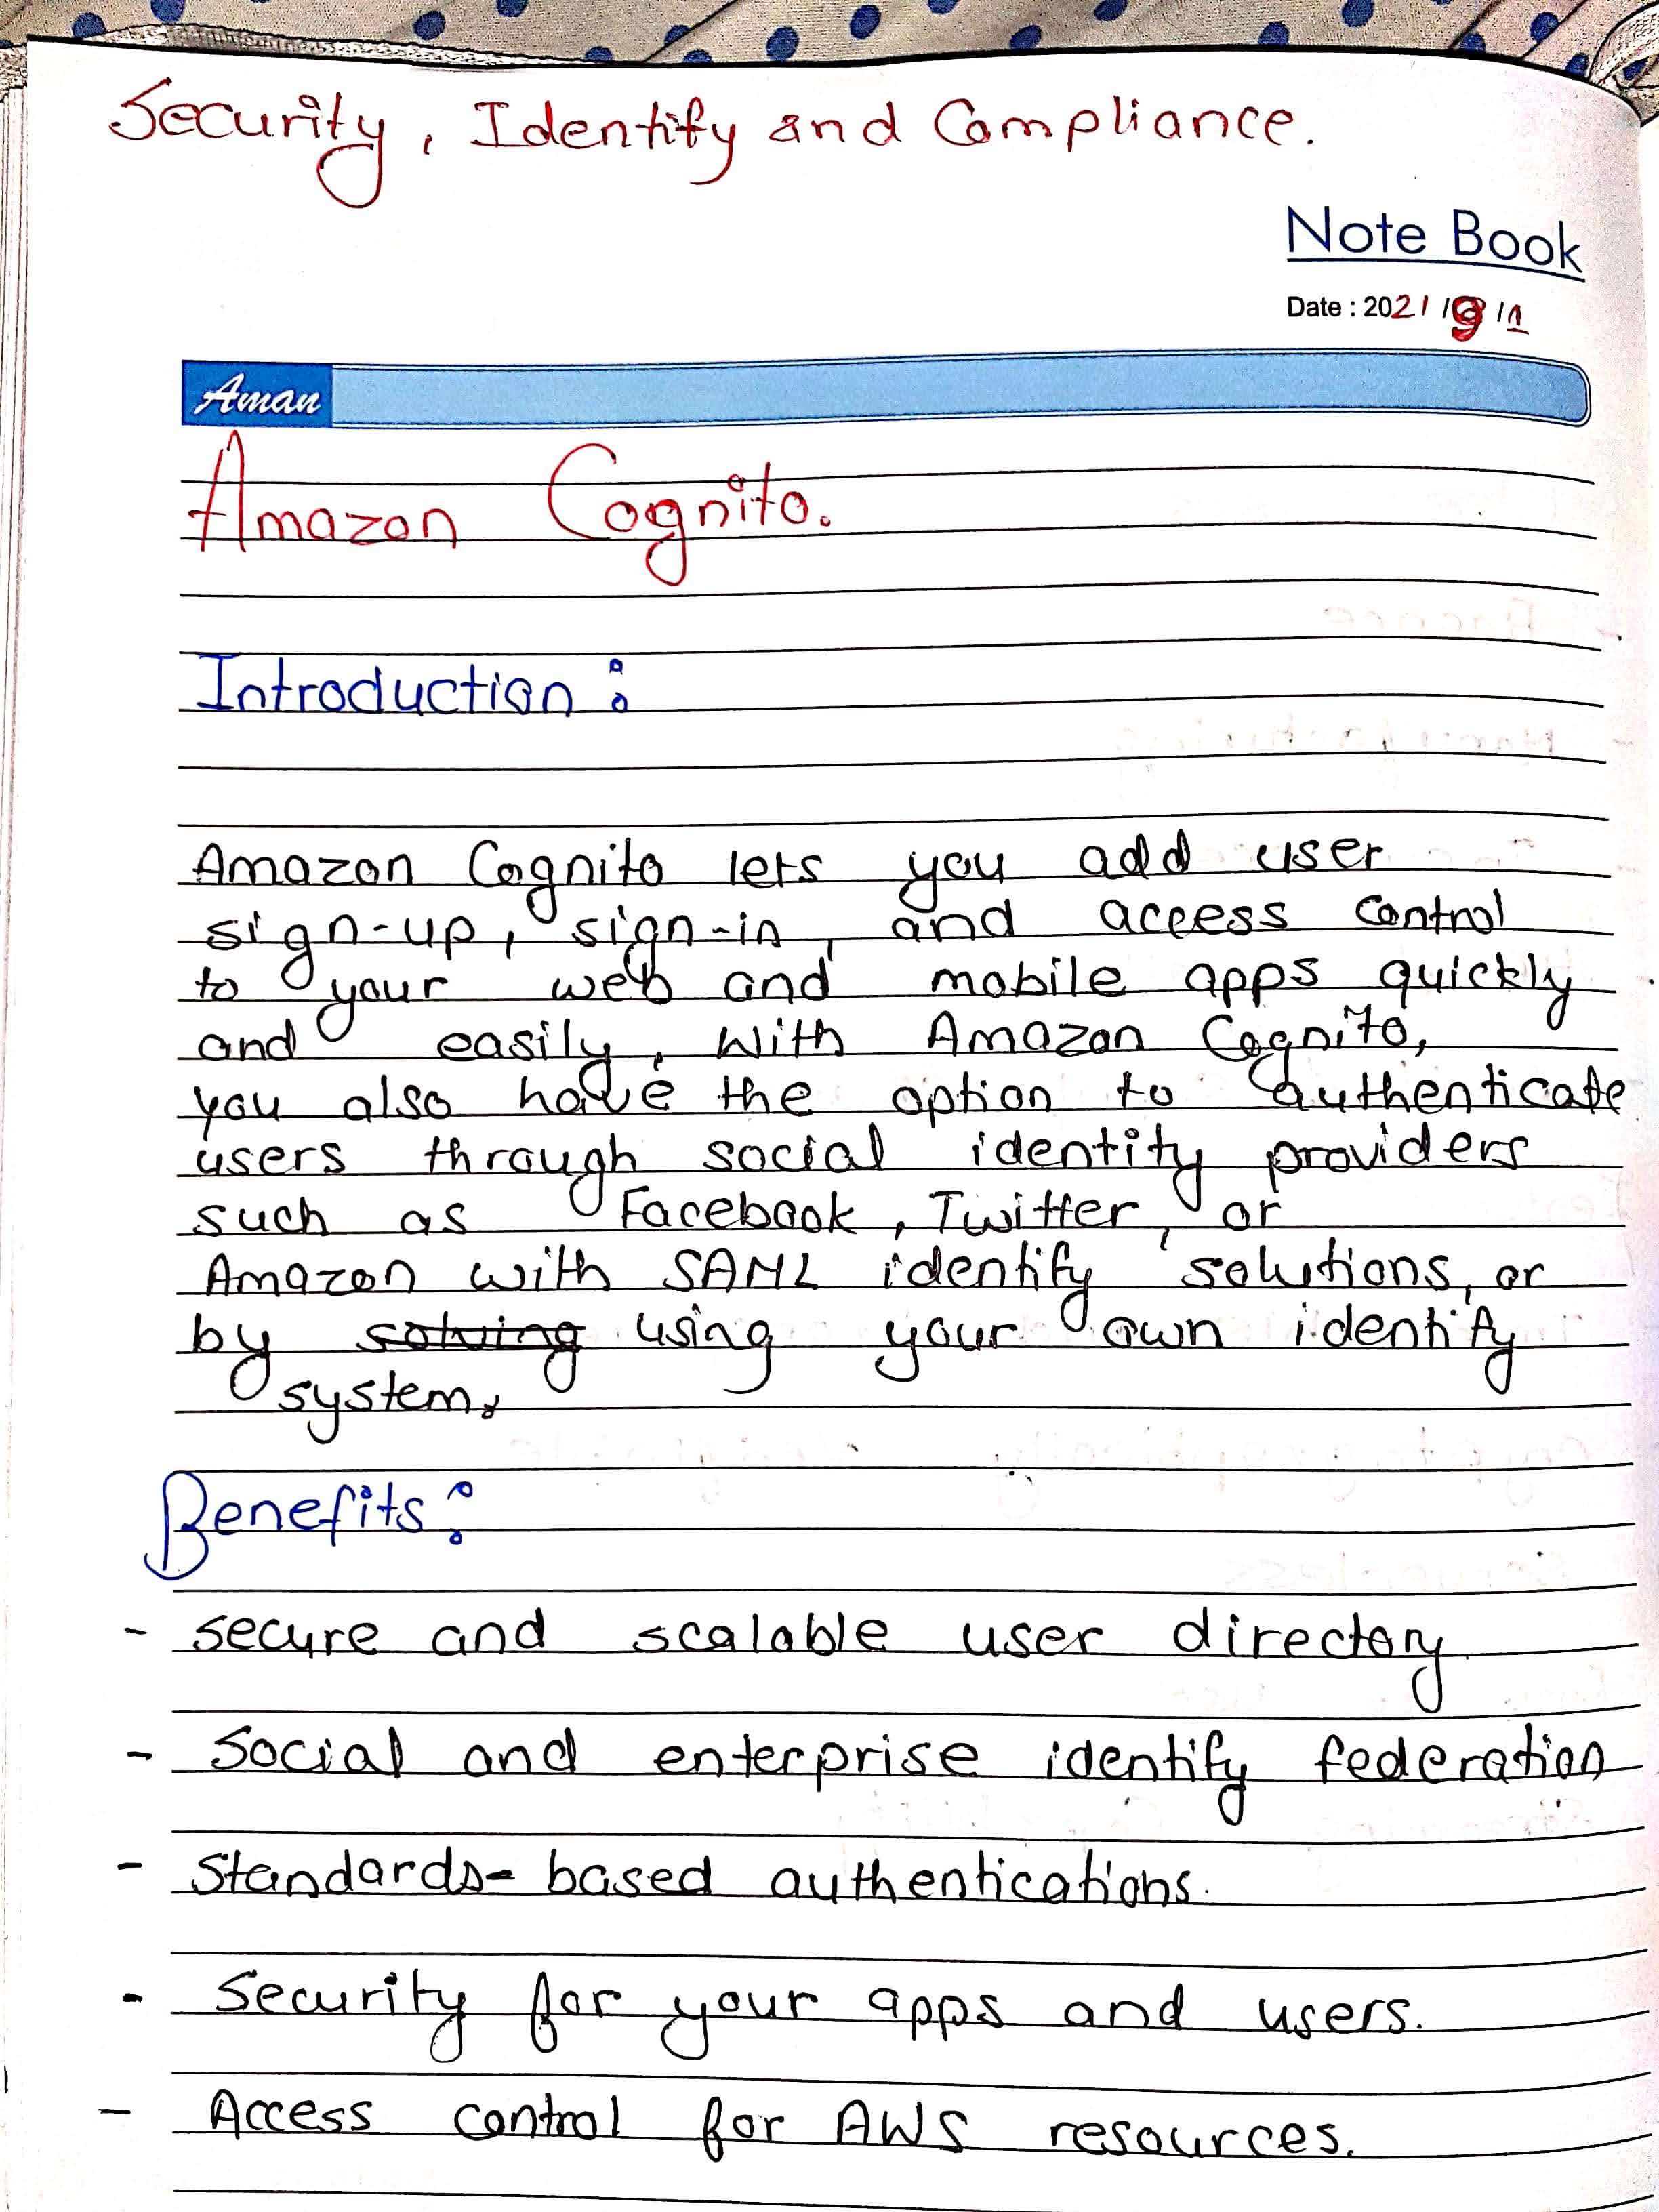 Security, Identity and Compliance.
Note Book
Date : 2021/9/1
Aman
Amazon Cognito.
Introduction :
Amazon Cognito lets you add user
sign-up, sign-in, and access control
to your web and mobile apps quickly
and easily, With Amazon Cognito,
you also have the option to authenticate
users through social identity providers
such as Facebook, Twitter, or
Amazon with SAML identity solutions, or
by solving using your own identity
system.
Benefits :
- secure and scalable user directory.
- Social and enterprise identity federation
- Standards-based authentications.
- Security for your apps and users.
- Access control for AWS resources.